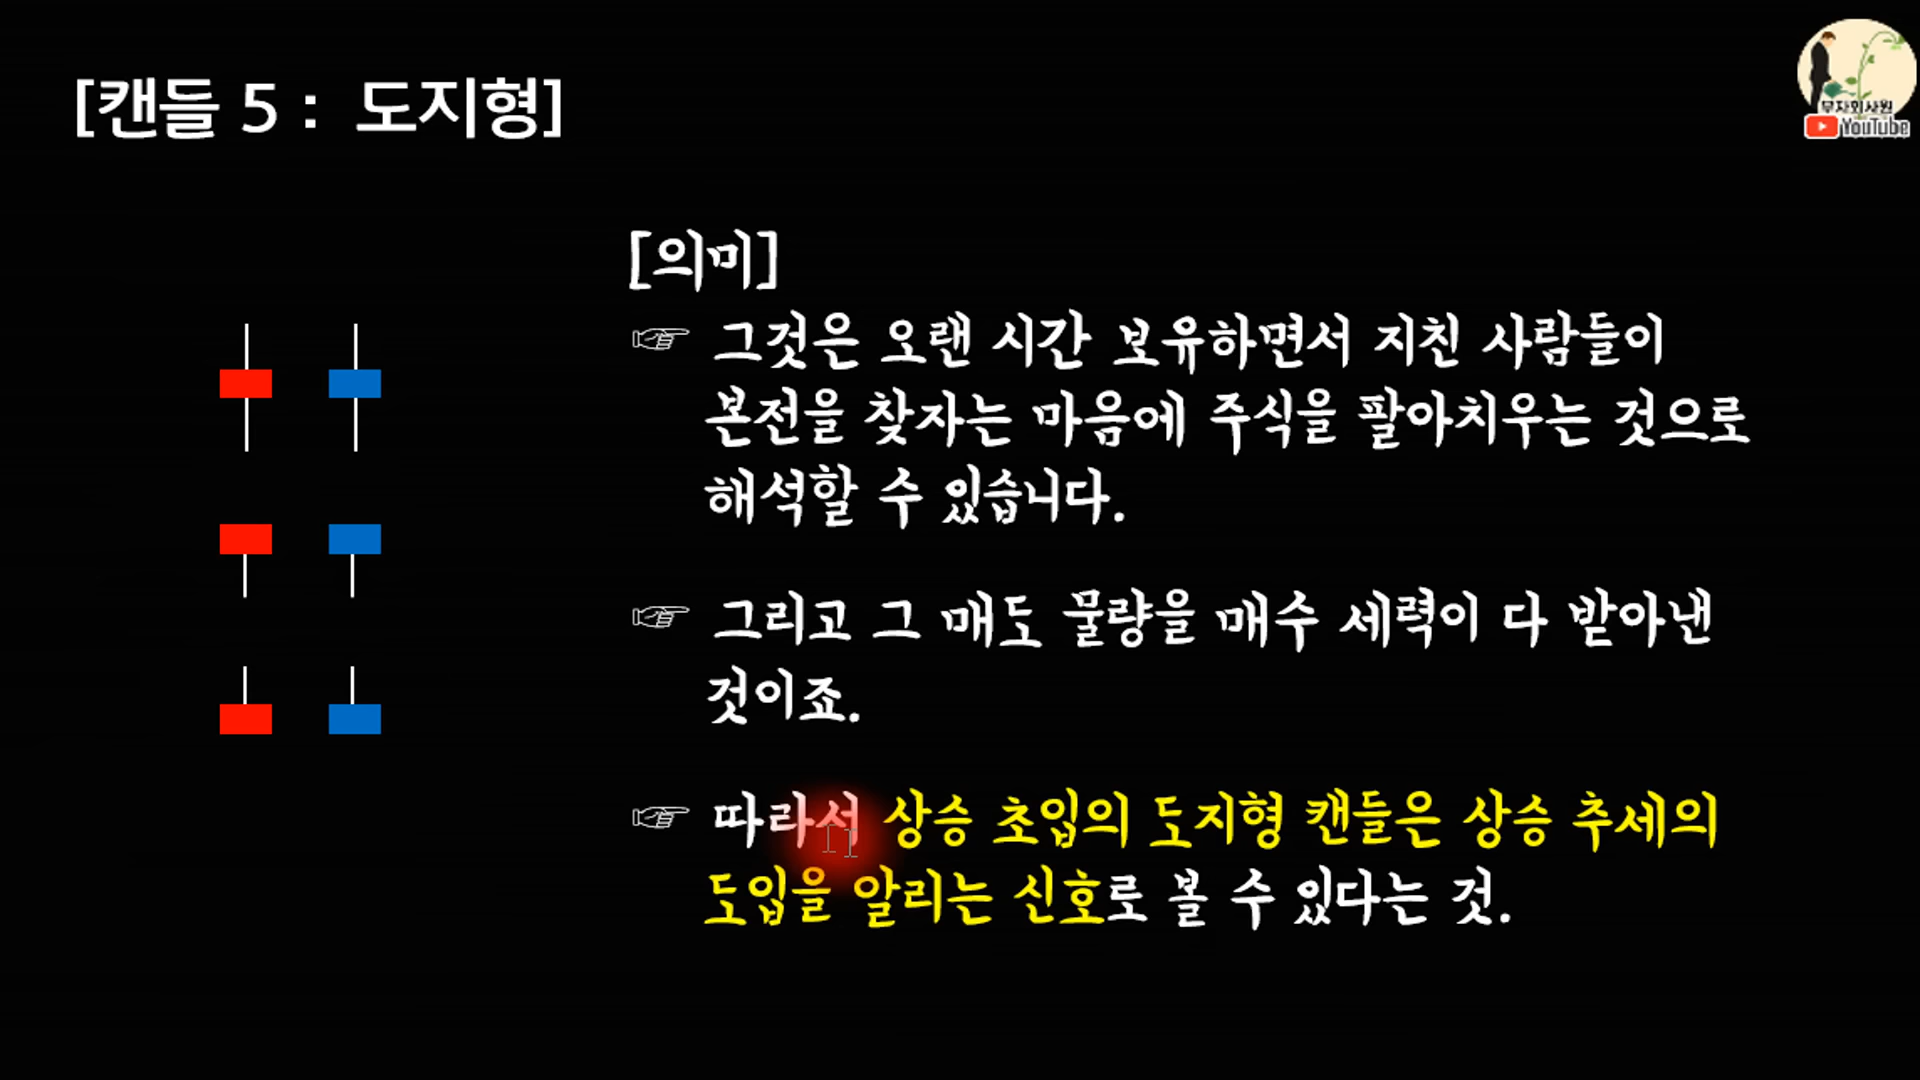 [캔들 5 : 도지형]
부자회사원
YouTube
[의미]
☞ 그것은 오랜 시간 보유하면서 지친 사람들이
본전을 찾자는 마음에 주식을 팔아치우는 것으로
해석할 수 있습니다.
☞ 그리고 그 매도 물량을 매수 세력이 다 받아낸
것이죠.
☞ 따라서 상승 초입의 도지형 캔들은 상승 추세의
도입을 알리는 신호로 볼 수 있다는 것.